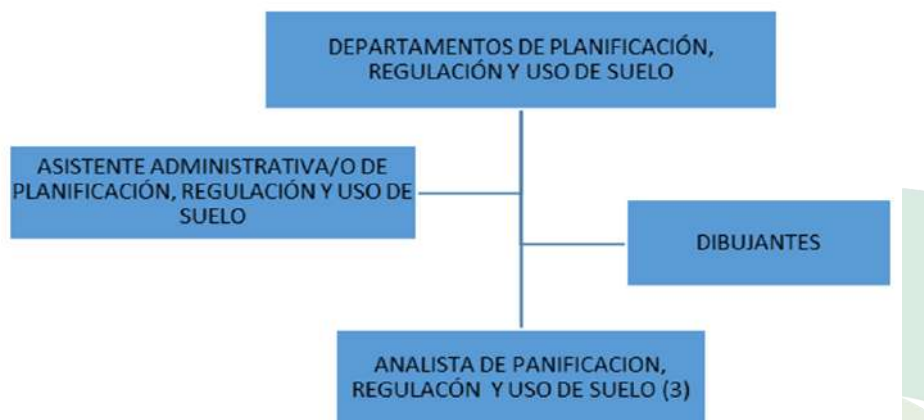 DEPARTAMENTOS DE PLANIFICACIÓN,
REGULACIÓN Y USO DE SUELO
ASISTENTE ADMINISTRATIVA/O DE
PLANIFICACIÓN, REGULACIÓN Y USO DE
SUELO
DIBUJANTES
ANALISTA DE PANIFICACION,
REGULACÓN Y USO DE SUELO (3)